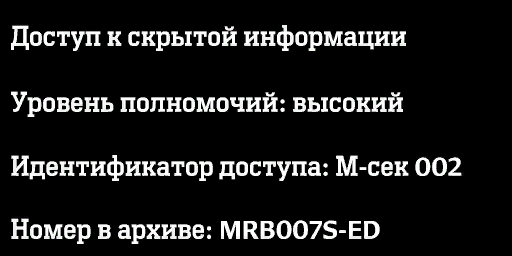 Доступ к скрытой информации
Уровень полномочий: высокий
Идентификатор доступа: М-сек 002
Номер в архиве: MRB007S-ED